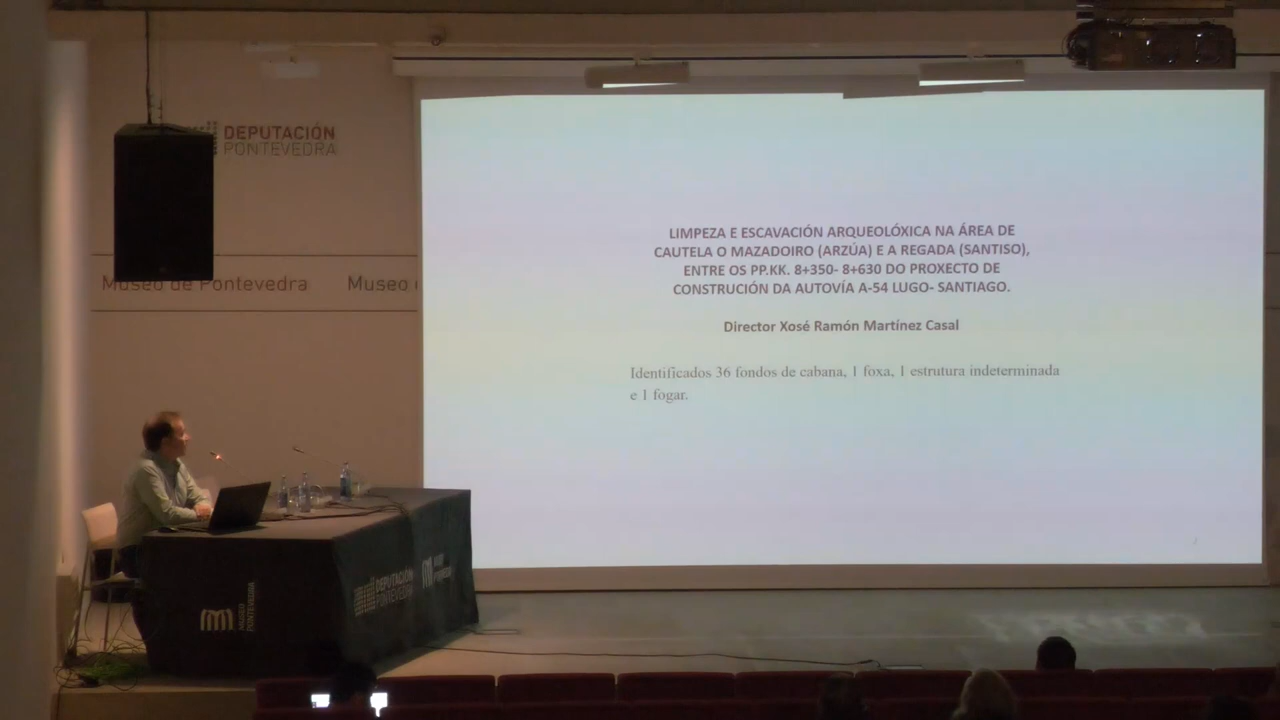 DEPUTACIÓN
PONTEVEDRA
Museo de Pontevedra
Museo
LIMPEZA E ESCAVACIÓN ARQUEOLÓXICA NA ÁREA DE
CAUTELA O MAZADOIRO (ARZÚA) E A REGADA (SANTISO),
ENTRE OS PP.KK. 8+350- 8+630 DO PROXECTO DE
CONSTRUCIÓN DA AUTOVÍA A-54 LUGO- SANTIAGO.
Director Xosé Ramón Martínez Casal
Identificados 36 fondos de cabana, 1 foxa, 1 estrutura indeterminada
e 1 fogar.
MUSEO
PONTEVEDRA
DEPUTACIÓN
PONTEVEDRA